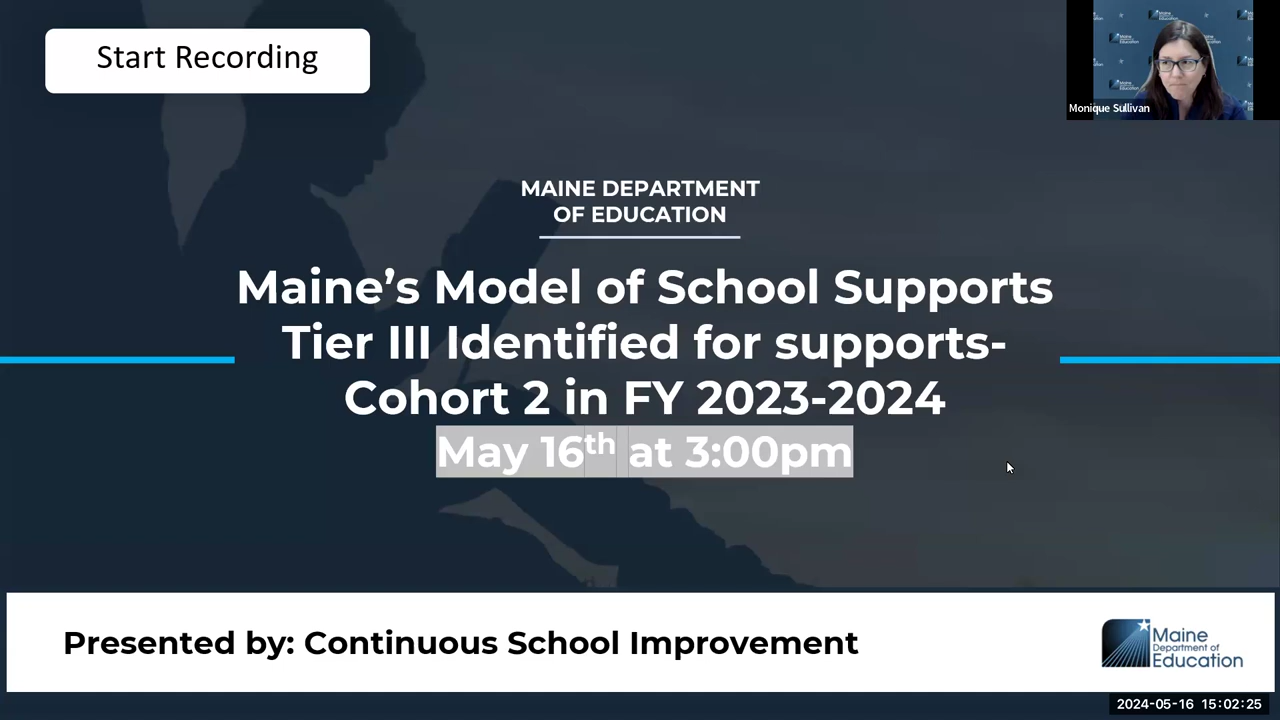 Start Recording
Monique Sullivan
MAINE DEPARTMENT
OF EDUCATION
Maine’s Model of School Supports
Tier III Identified for supports-
Cohort 2 in FY 2023-2024
May 16th at 3:00pm
Presented by: Continuous School Improvement
Maine
Department of
Education
2024-05-16 15:02:25